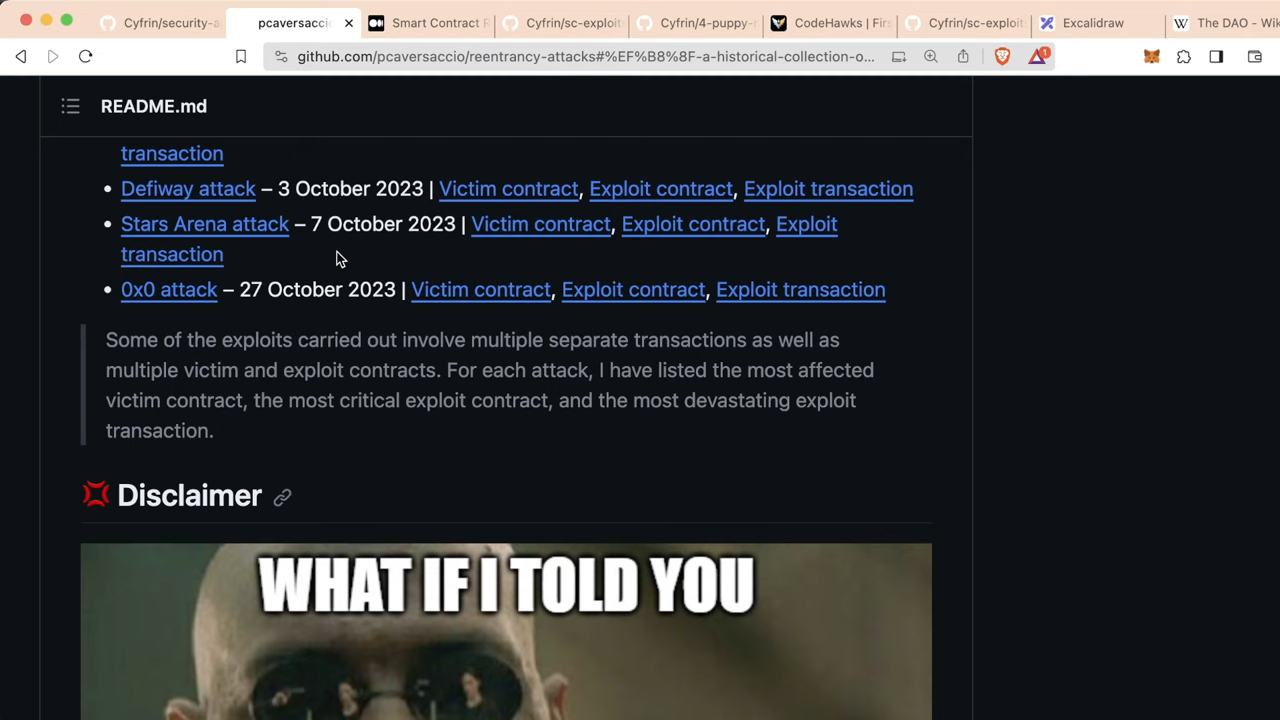 Cyfrin/security-a
pcaversacci
Smart Contract R
Cyfrin/sc-exploit
Cyfrin/4-puppy-r
CodeHawks | Firs
Cyfrin/sc-exploit
Excalidraw
The DAO - Wik
github.com/pcaversaccio/reentrancy-attacks#%EF%B8%8F-a-historical-collection-o...
1
README.md
transaction
• Defiway attack – 3 October 2023 | Victim contract, Exploit contract, Exploit transaction
• Stars Arena attack – 7 October 2023 | Victim contract, Exploit contract, Exploit
transaction
• 0x0 attack – 27 October 2023 | Victim contract, Exploit contract, Exploit transaction
Some of the exploits carried out involve multiple separate transactions as well as
multiple victim and exploit contracts. For each attack, I have listed the most affected
victim contract, the most critical exploit contract, and the most devastating exploit
transaction.
💢 Disclaimer
WHAT IF I TOLD YOU